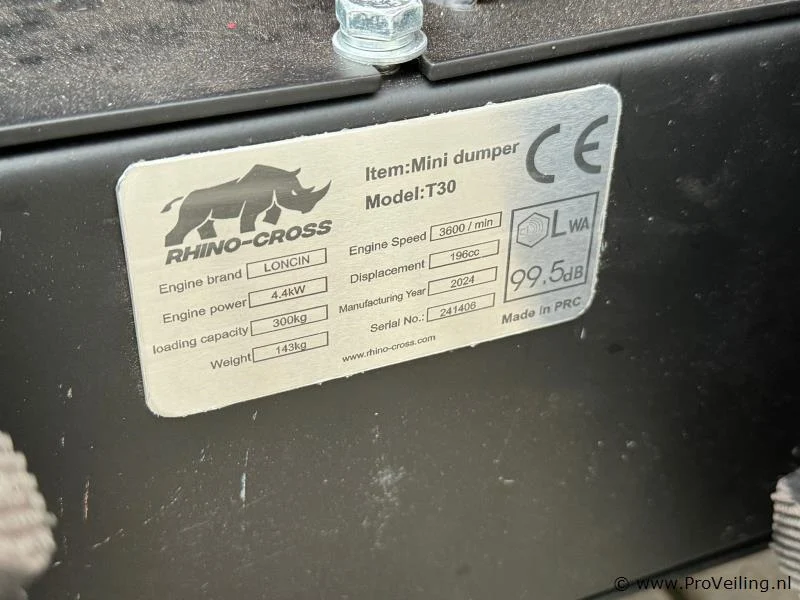 RHINO-CROSS
Item:Mini dumper
Model:T30
CE
Engine brand LONCIN
Engine power 4.4kW
loading capacity 300kg
Weight 143kg
Engine Speed 3600 / min
Displacement 196cc
Manufacturing Year 2024
Serial No.: 241406
www.rhino-cross.com
LWA
99.5dB
Made in PRC
© www.ProVeiling.nl